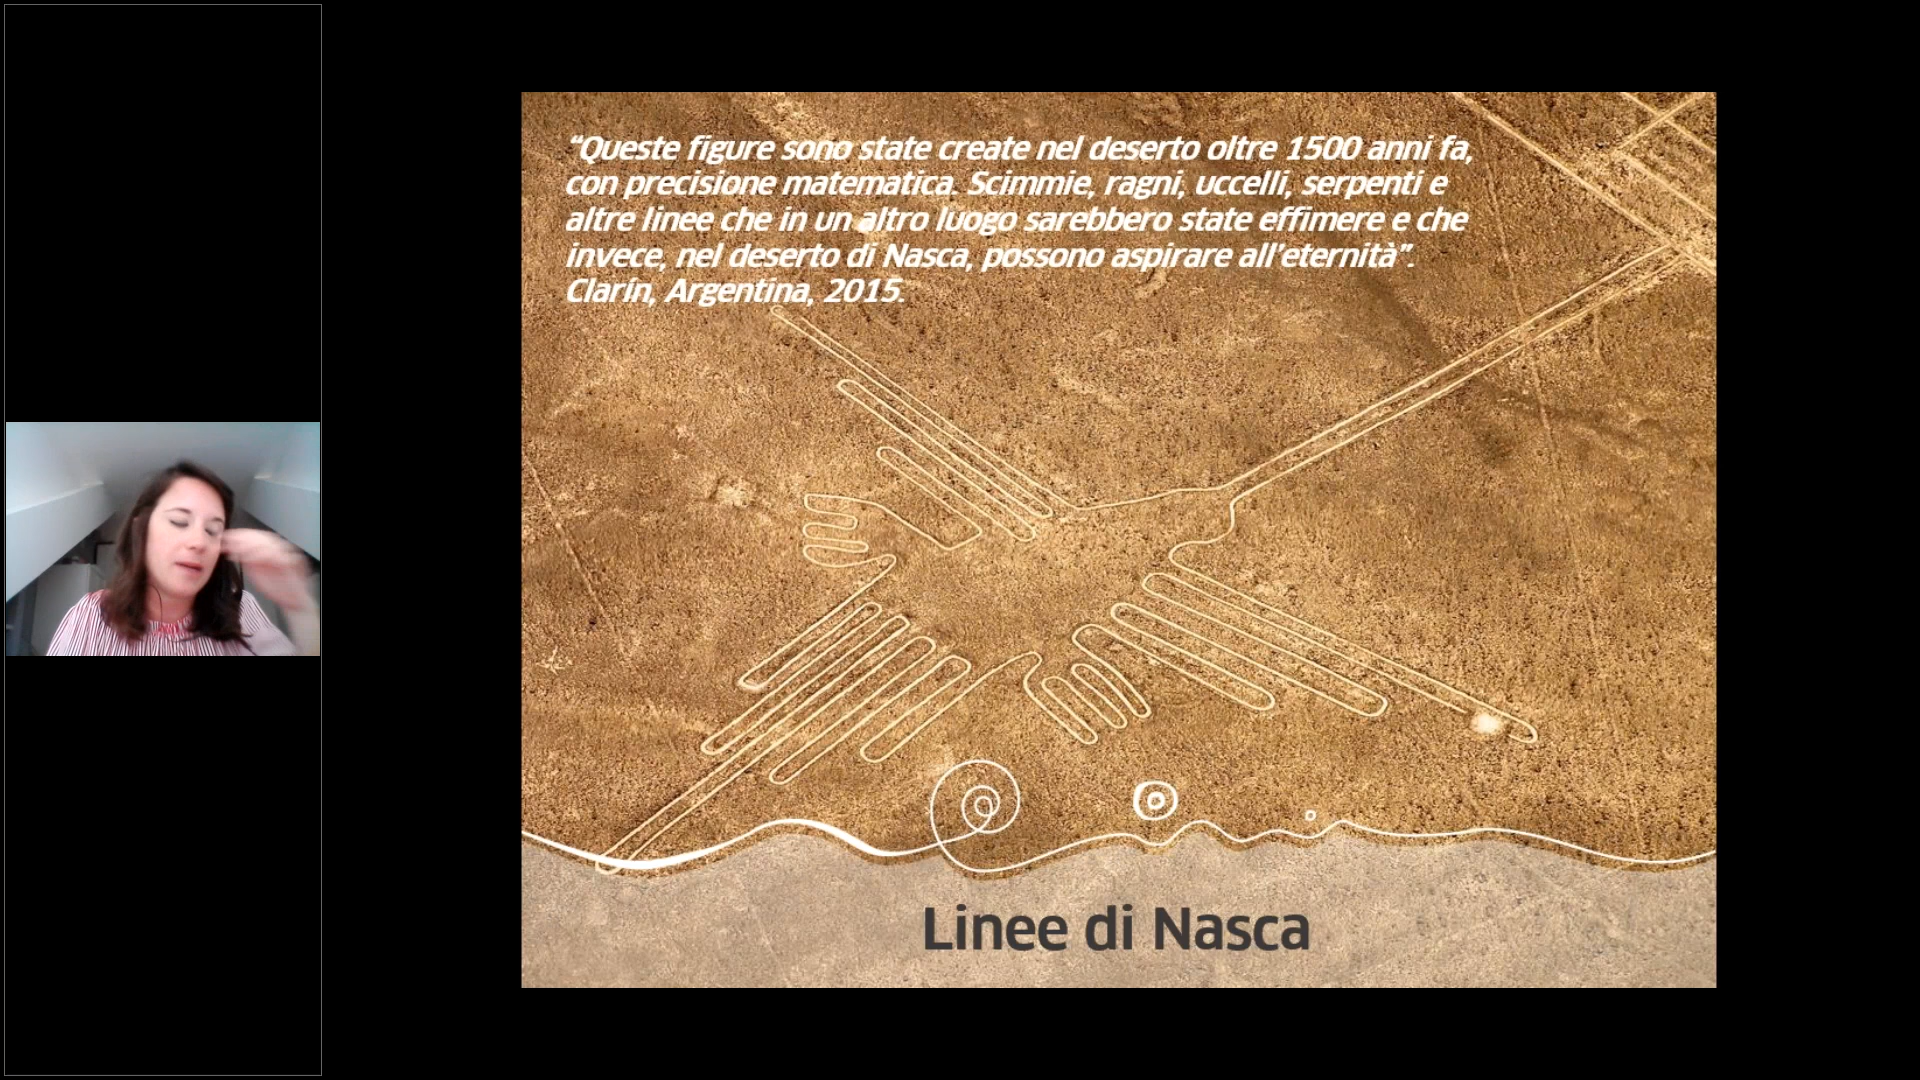 “Queste figure sono state create nel deserto oltre 1500 anni fa,
con precisione matematica. Scimmie, ragni, uccelli, serpenti e
altre linee che in un altro luogo sarebbero state effimere e che
invece, nel deserto di Nasca, possono aspirare all'eternità”.
Clarín, Argentina, 2015.
Linee di Nasca